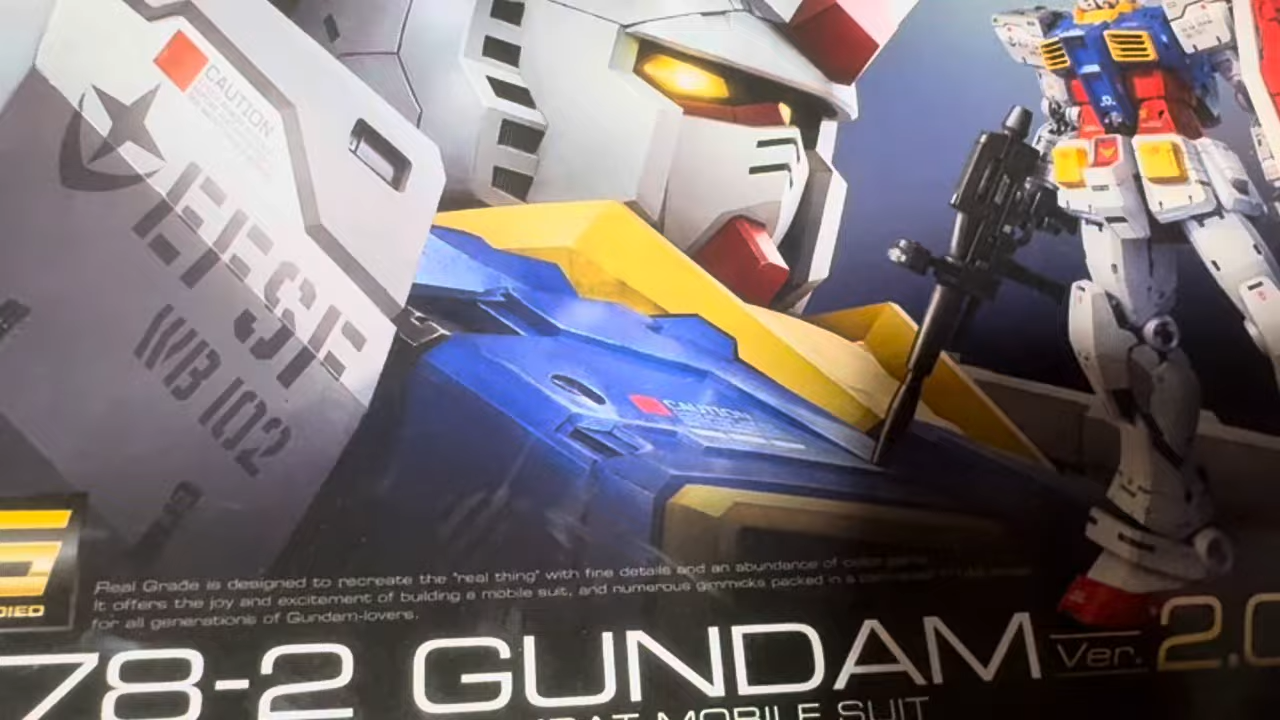 CAUTION
EFSF
WB 102
CAUTION
G
Real Grade is designed to recreate the "real thing" with fine details and an abundance of
It offers the joy and excitement of building a mobile suit, and numerous gimmicks packed in a
for all generations of Gundam-lovers.
78-2 GUNDAM Ver. 2.0
MOBILE SUIT